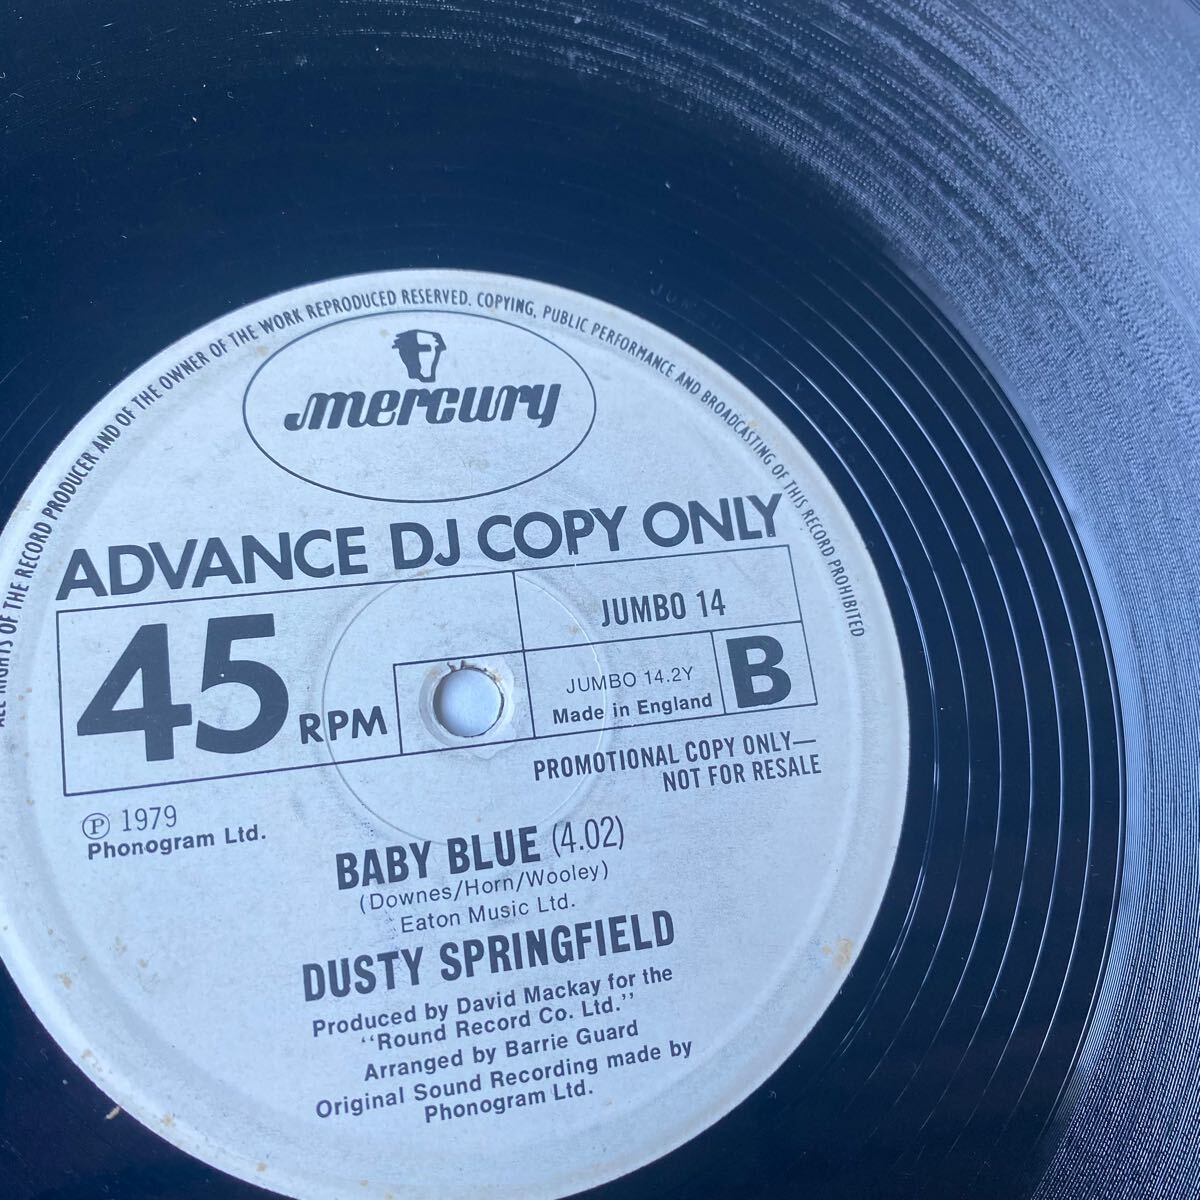 ALL RIGHTS OF THE RECORD PRODUCER AND OF THE OWNER OF THE WORK REPRODUCED RESERVED. COPYING, PUBLIC PERFORMANCE AND BROADCASTING OF THIS RECORD PROHIBITED
mercury
ADVANCE DJ COPY ONLY
45 RPM
JUMBO 14
JUMBO 14.2Y
Made in England
B
PROMOTIONAL COPY ONLY—
NOT FOR RESALE
Ⓟ 1979
Phonogram Ltd.
BABY BLUE (4.02)
(Downes/Horn/Wooley)
Eaton Music Ltd.
DUSTY SPRINGFIELD
Produced by David Mackay for the
"Round Record Co. Ltd."
Arranged by Barrie Guard
Original Sound Recording made by
Phonogram Ltd.